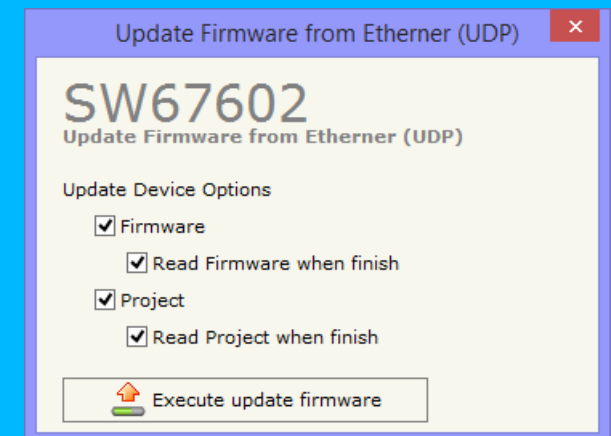 Update Firmware from Etherner (UDP)
SW67602
Update Firmware from Etherner (UDP)
Update Device Options
Firmware
Read Firmware when finish
Project
Read Project when finish
Execute update firmware